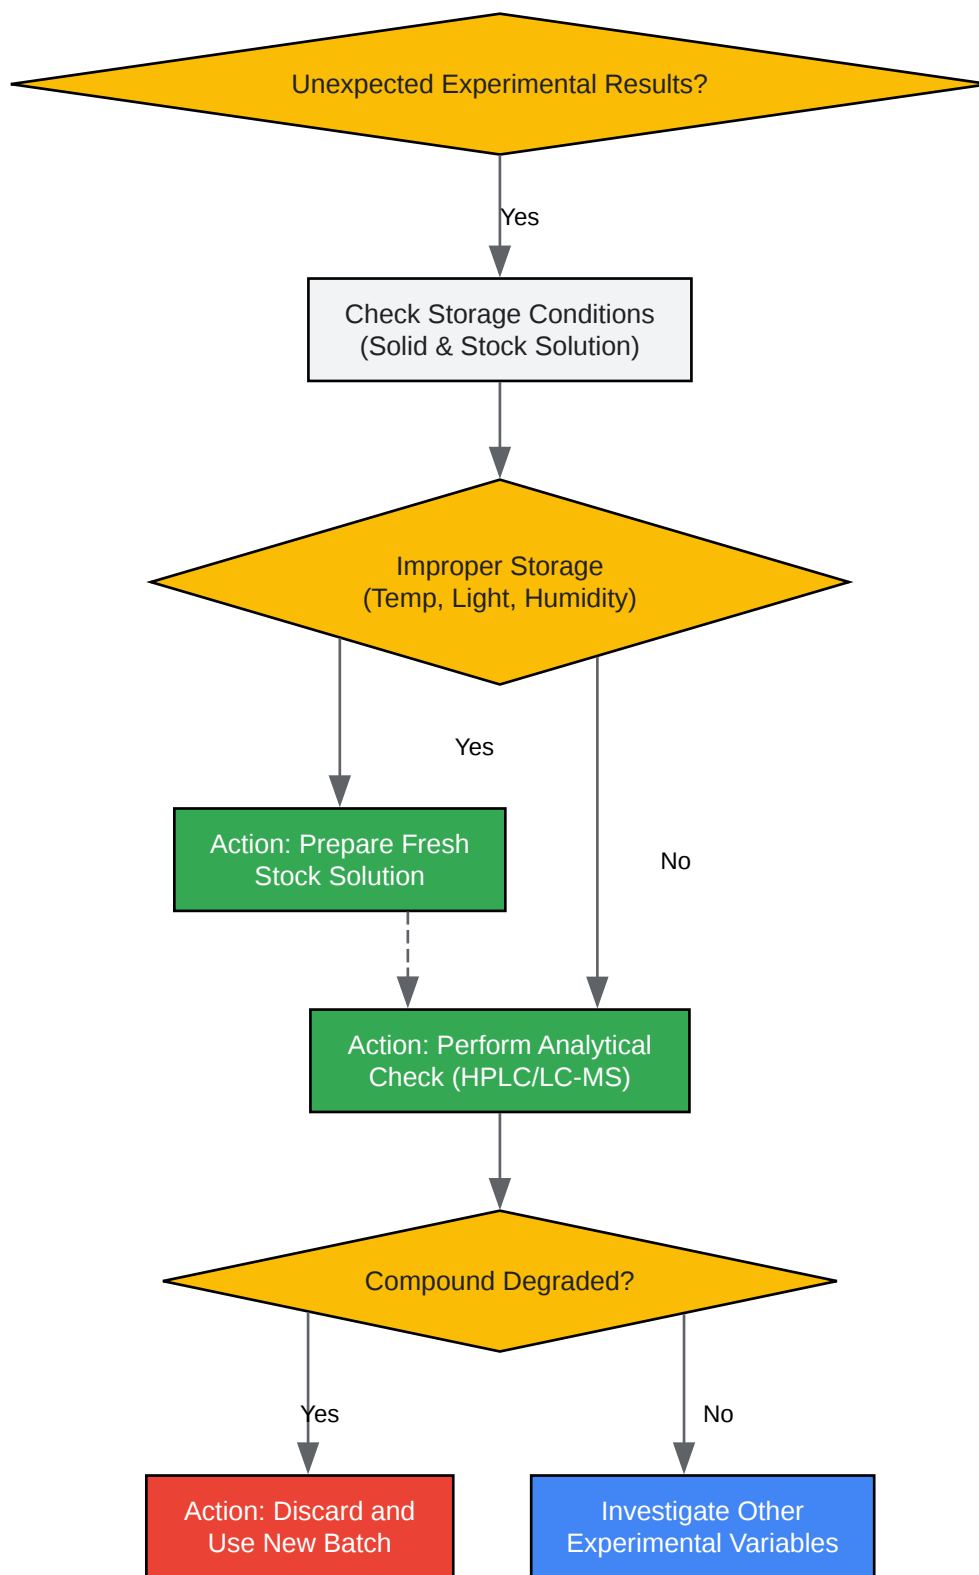 Unexpected Experimental Results?
Yes
Check Storage Conditions
(Solid & Stock Solution)
Improper Storage
(Temp, Light, Humidity)
Yes
Action: Prepare Fresh
Stock Solution
No
Action: Perform Analytical
Check (HPLC/LC-MS)
Compound Degraded?
Yes
No
Action: Discard and
Use New Batch
Investigate Other
Experimental Variables